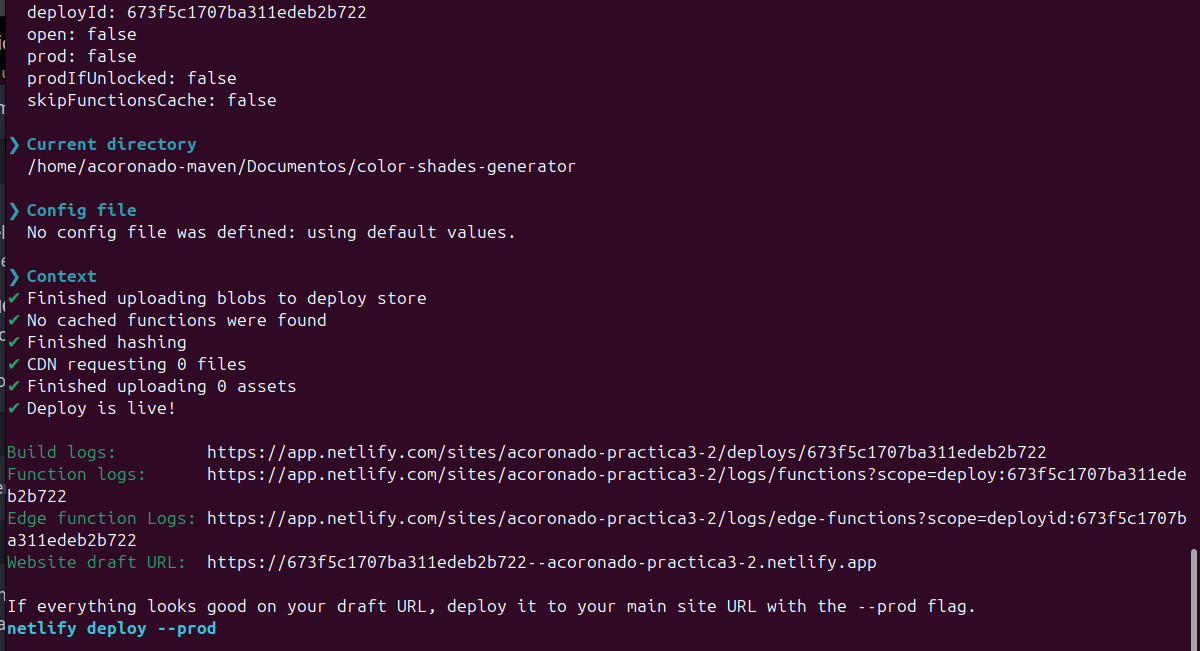 deployId: 673f5c1707ba311edeb2b722
open: false
prod: false
prodIfUnlocked: false
skipFunctionsCache: false
❯ Current directory
/home/acoronado-maven/Documentos/color-shades-generator
❯ Config file
No config file was defined: using default values.
❯ Context
✔ Finished uploading blobs to deploy store
✔ No cached functions were found
✔ Finished hashing
✔ CDN requesting 0 files
✔ Finished uploading 0 assets
✔ Deploy is live!
Build logs: https://app.netlify.com/sites/acoronado-practica3-2/deploys/673f5c1707ba311edeb2b722
Function logs: https://app.netlify.com/sites/acoronado-practica3-2/logs/functions?scope=deploy:673f5c1707ba311ede
b2b722
Edge function Logs: https://app.netlify.com/sites/acoronado-practica3-2/logs/edge-functions?scope=deployid:673f5c1707b
a311edeb2b722
Website draft URL: https://673f5c1707ba311edeb2b722--acoronado-practica3-2.netlify.app
If everything looks good on your draft URL, deploy it to your main site URL with the --prod flag.
netlify deploy --prod